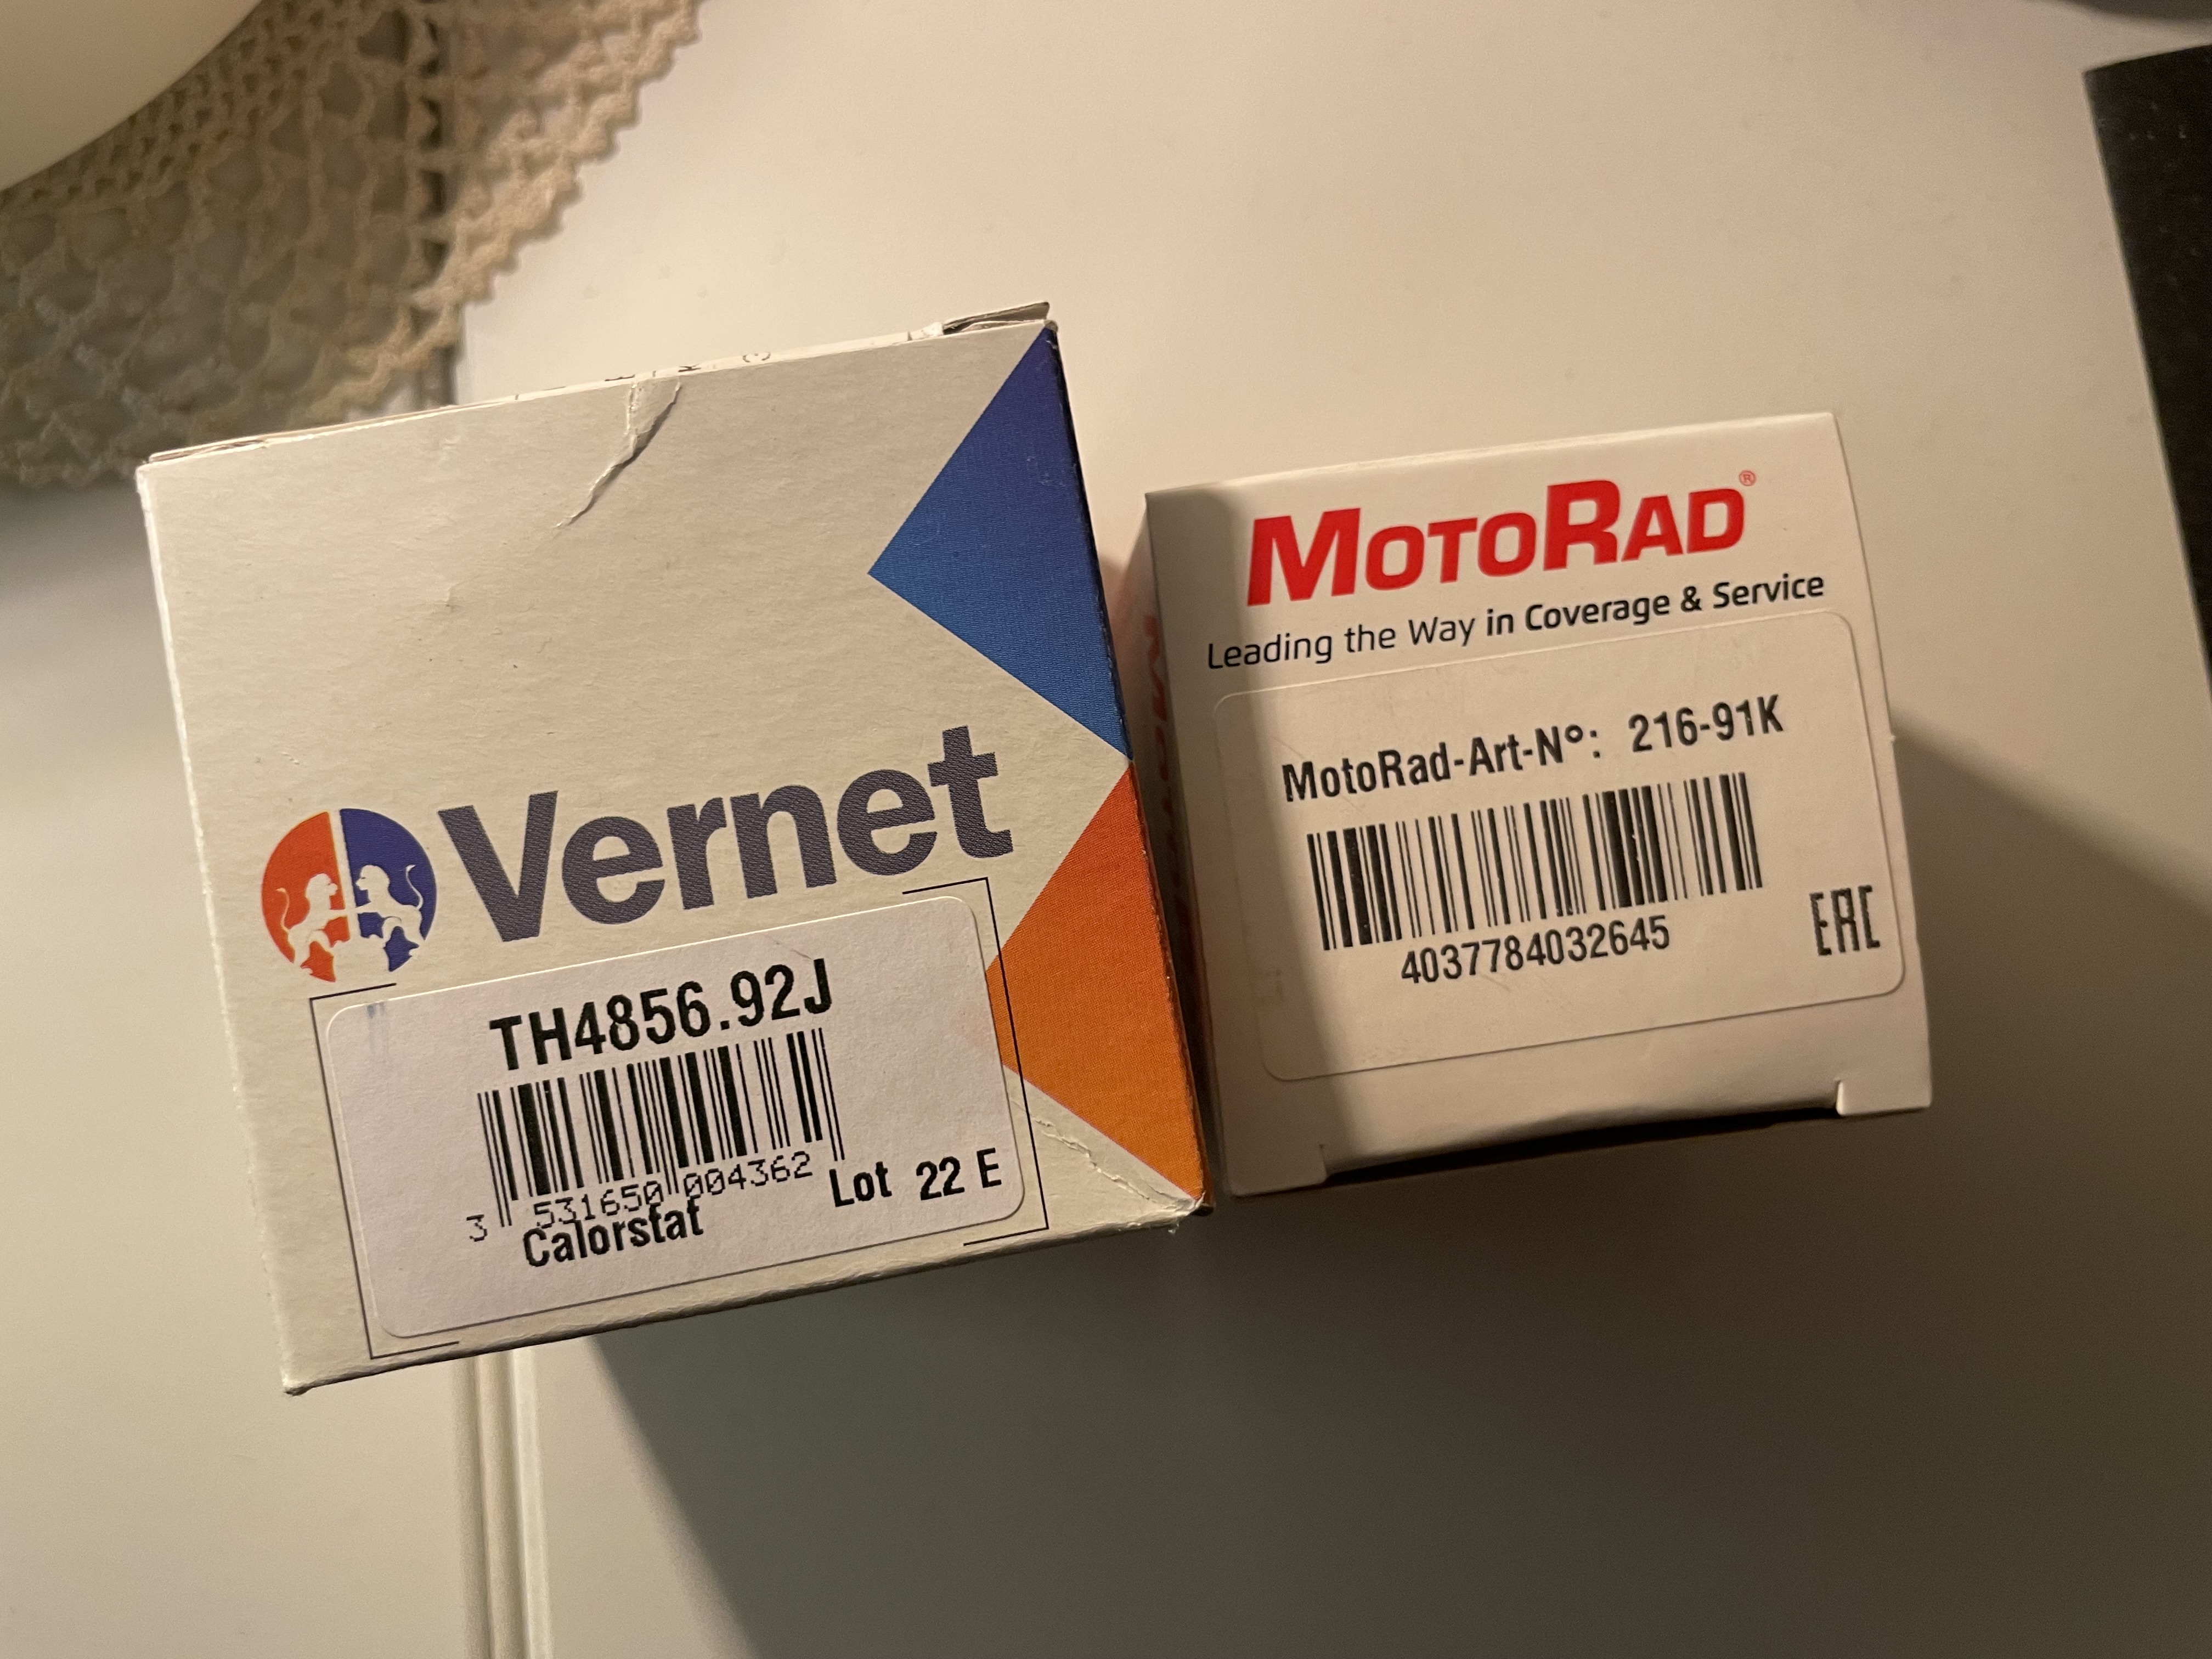 Vernet
TH4856.92J
3 531650 004362
Lot 22 E
Calorstat
MOTORAD®
Leading the Way in Coverage & Service
MotoRad-Art-N°: 216-91K
4037784032645
EAC